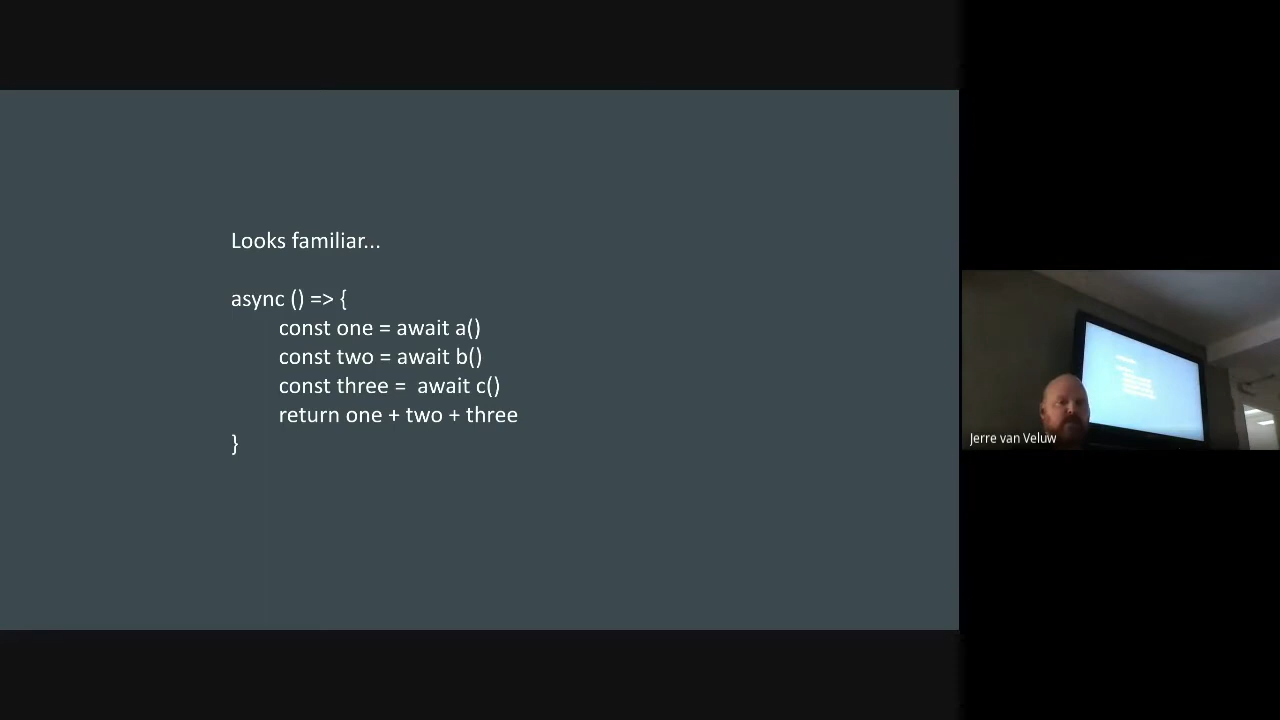 Looks familiar...
async () => {
const one = await a()
const two = await b()
const three =  await c()
return one + two + three
}
Jerre van Veluw